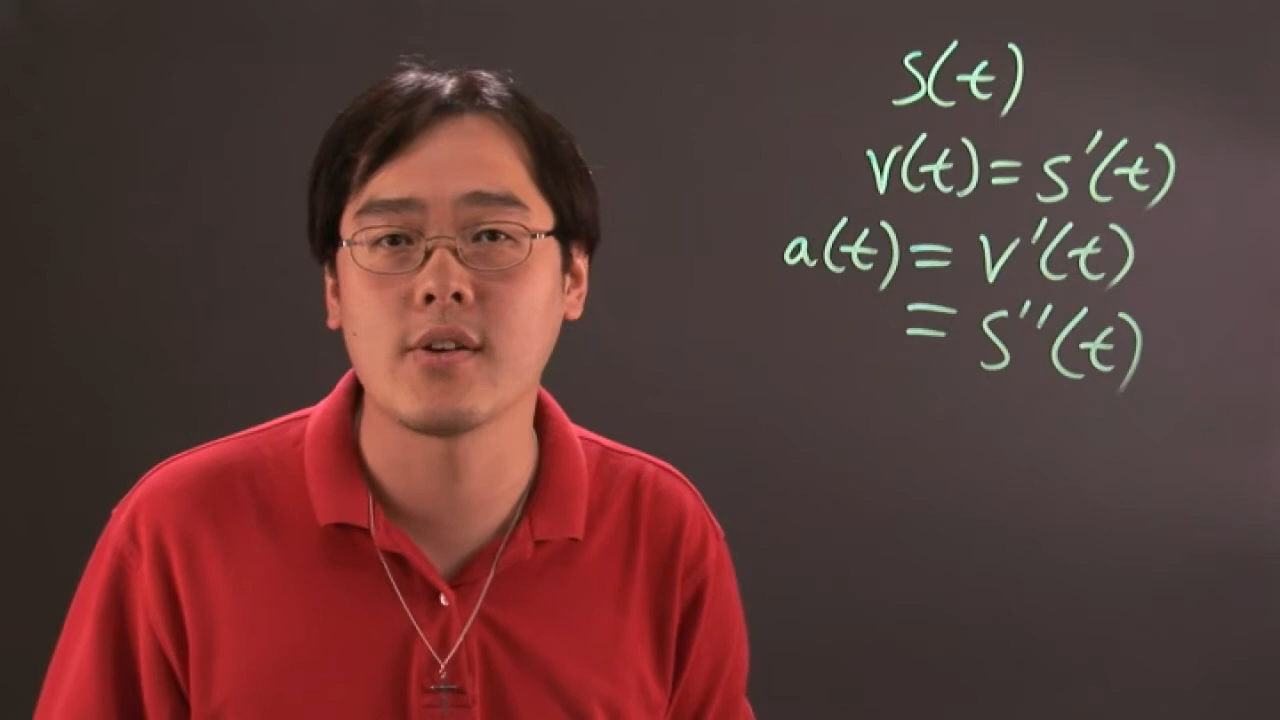 S(t)
v(t) = s'(t)
a(t) = v'(t)
= s''(t)